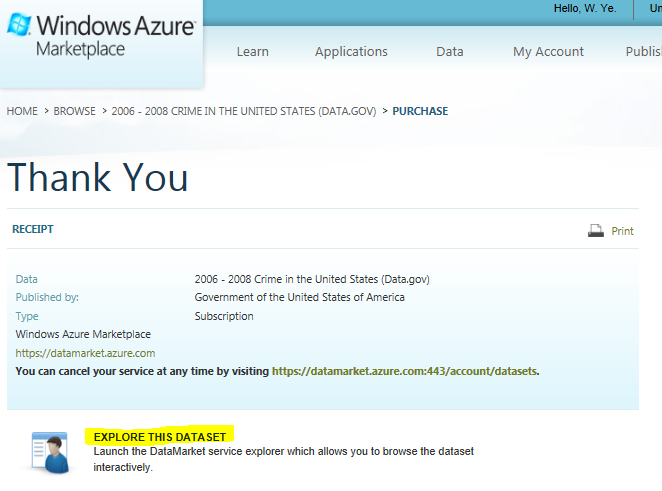 Hello, W. Ye.
Windows Azure
Marketplace
Learn Applications Data My Account
HOME > BROWSE > 2006 - 2008 CRIME IN THE UNITED STATES (DATA.GOV) > PURCHASE
Thank You
RECEIPT Print
Data 2006 - 2008 Crime in the United States (Data.gov)
Published by: Government of the United States of America
Type Subscription
Windows Azure Marketplace
https://datamarket.azure.com
You can cancel your service at any time by visiting https://datamarket.azure.com:443/account/datasets.
EXPLORE THIS DATASET
Launch the DataMarket service explorer which allows you to browse the dataset
interactively.